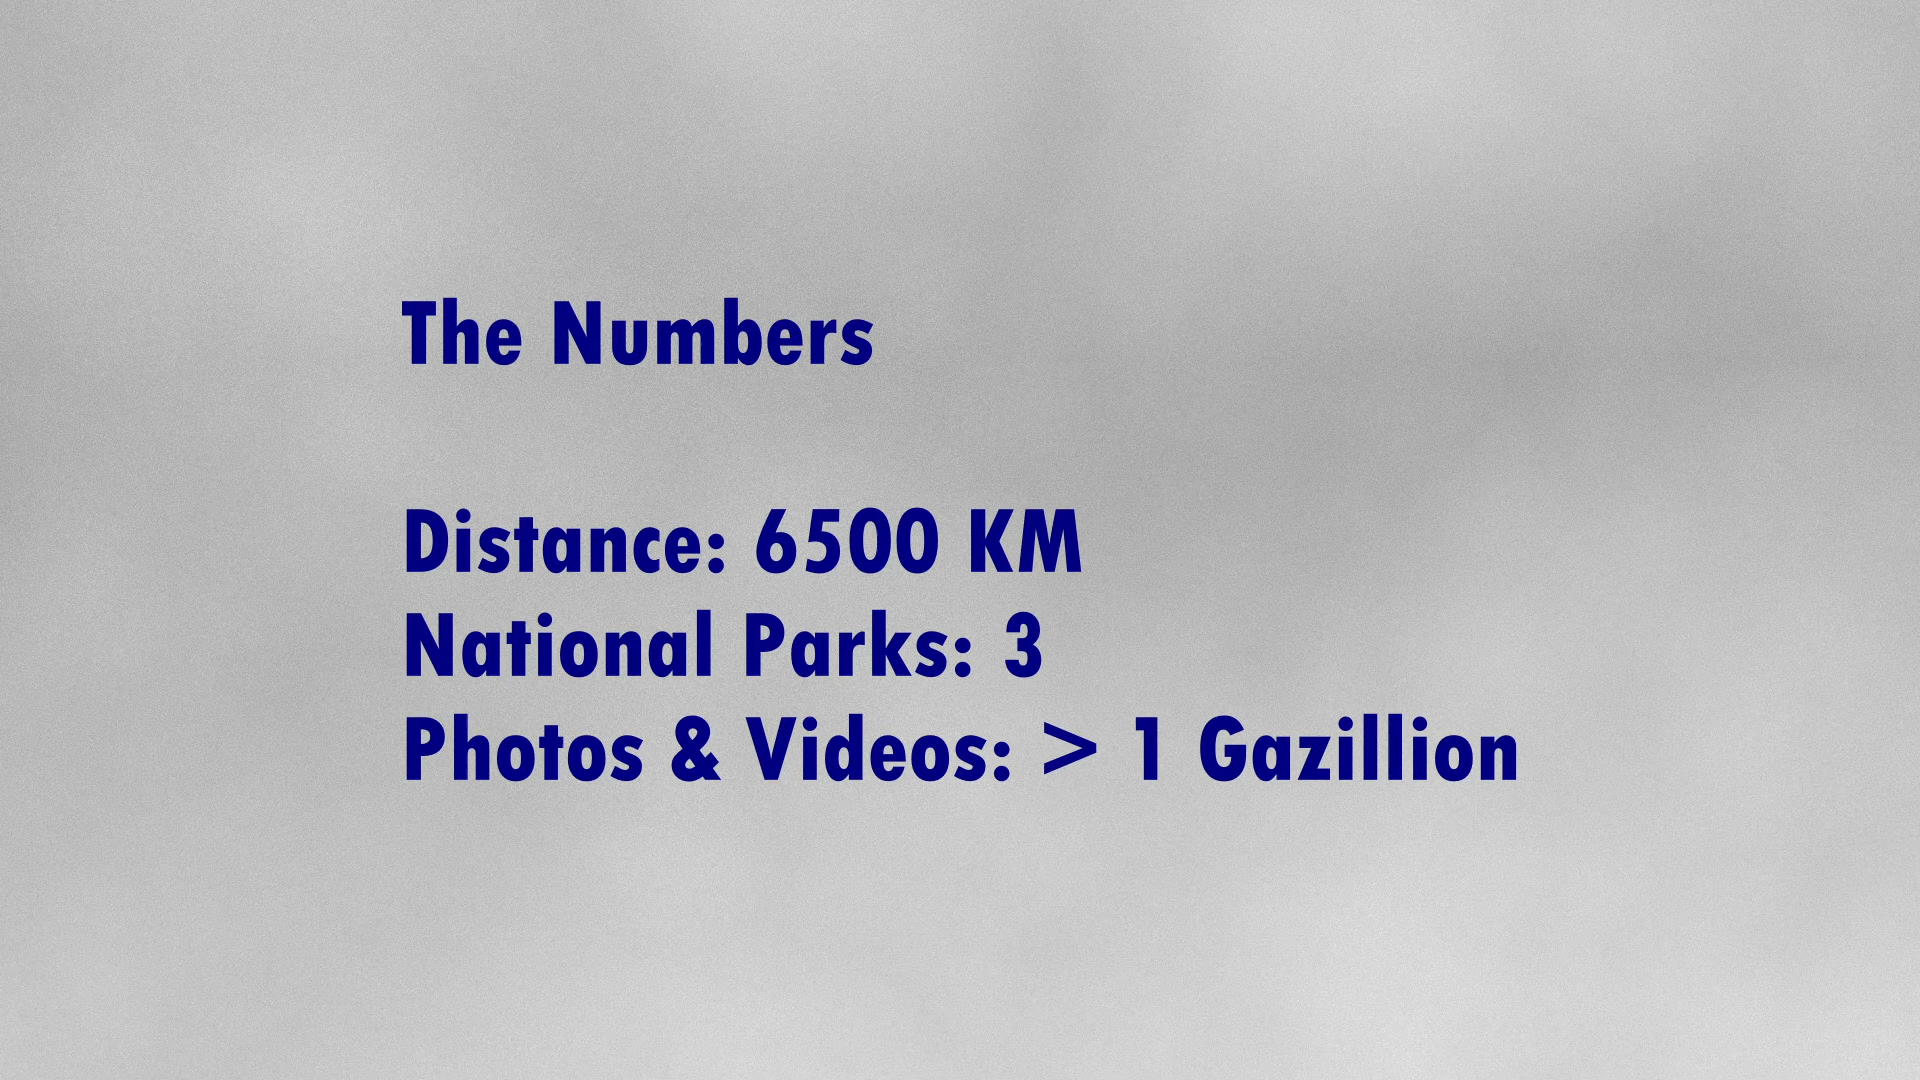 The Numbers
Distance: 6500 KM
National Parks: 3
Photos & Videos: > 1 Gazillion